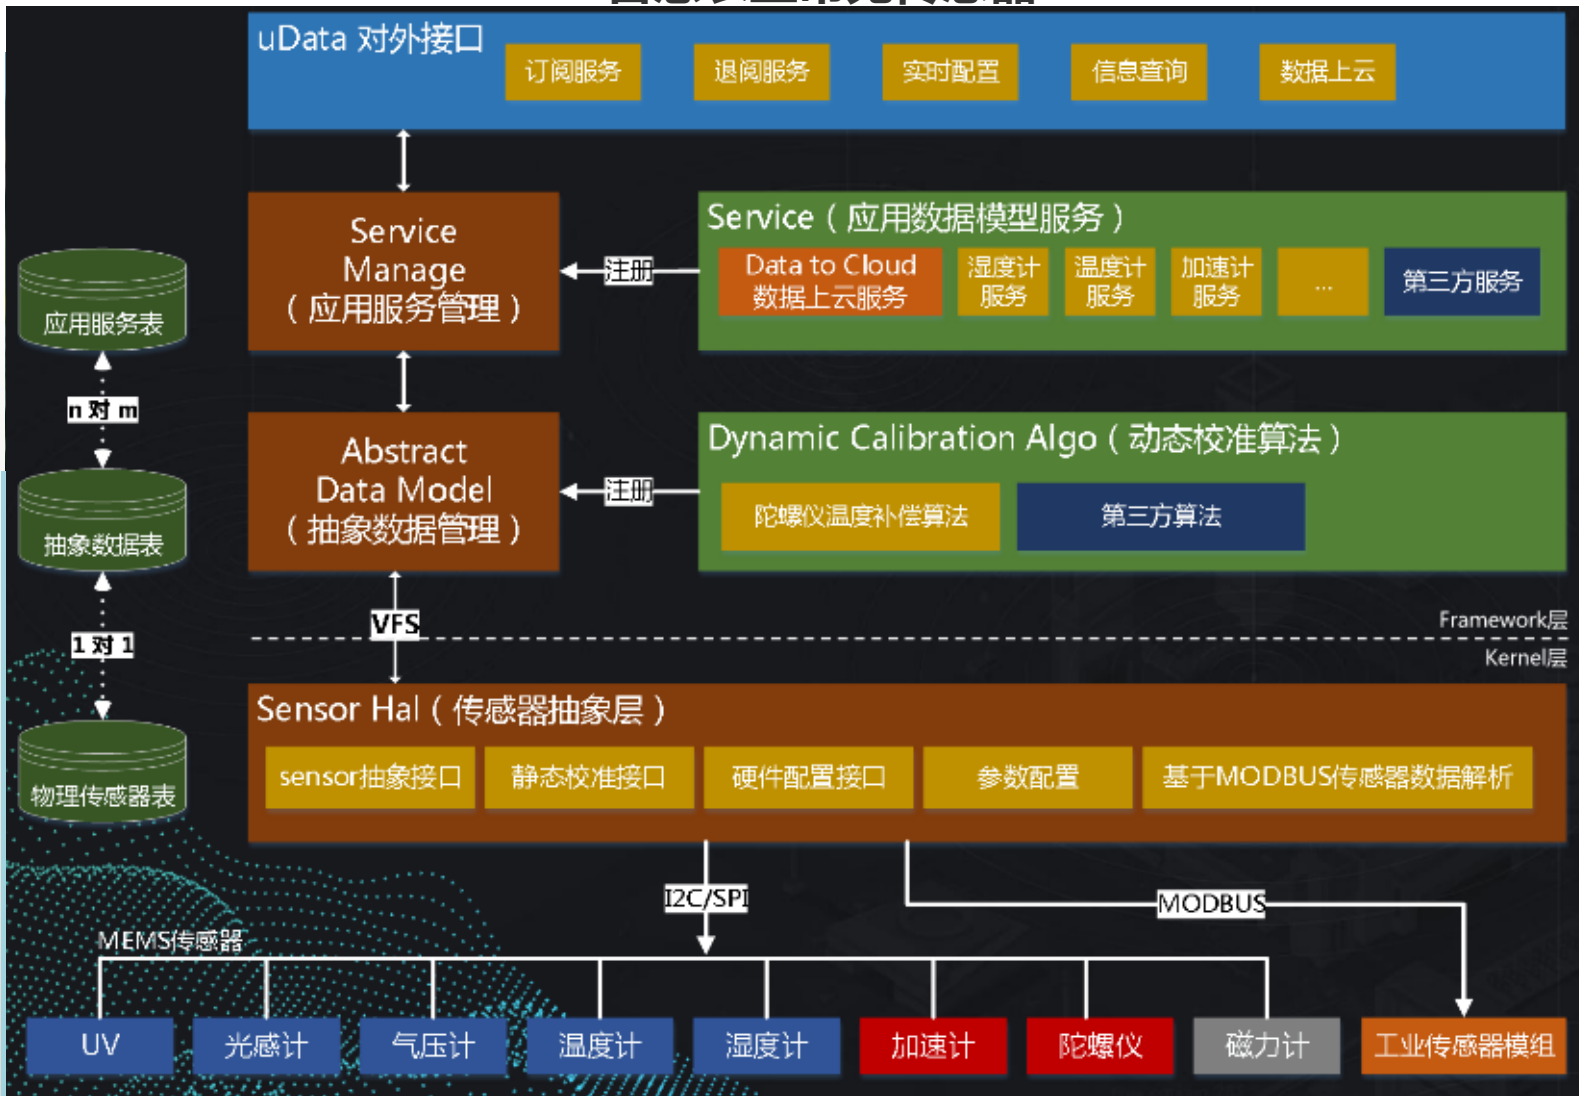 uData 对外接口
订阅服务
退阅服务
实时配置
信息查询
数据上云
Service
Manage
（应用服务管理）
注册
Service（应用数据模型服务）
Data to Cloud
数据上云服务
湿度计
服务
温度计
服务
加速计
服务
...
第三方服务
应用服务表
n 对 m
Abstract
Data Model
（抽象数据管理）
注册
Dynamic Calibration Algo（动态校准算法）
陀螺仪温度补偿算法
第三方算法
抽象数据表
1 对 1
VFS
Framework层
Kernel层
Sensor Hal（传感器抽象层）
sensor抽象接口
静态校准接口
硬件配置接口
参数配置
基于MODBUS传感器数据解析
物理传感器表
I2C/SPI
MODBUS
MEMS传感器
UV
光感计
气压计
温度计
湿度计
加速计
陀螺仪
磁力计
工业传感器模组